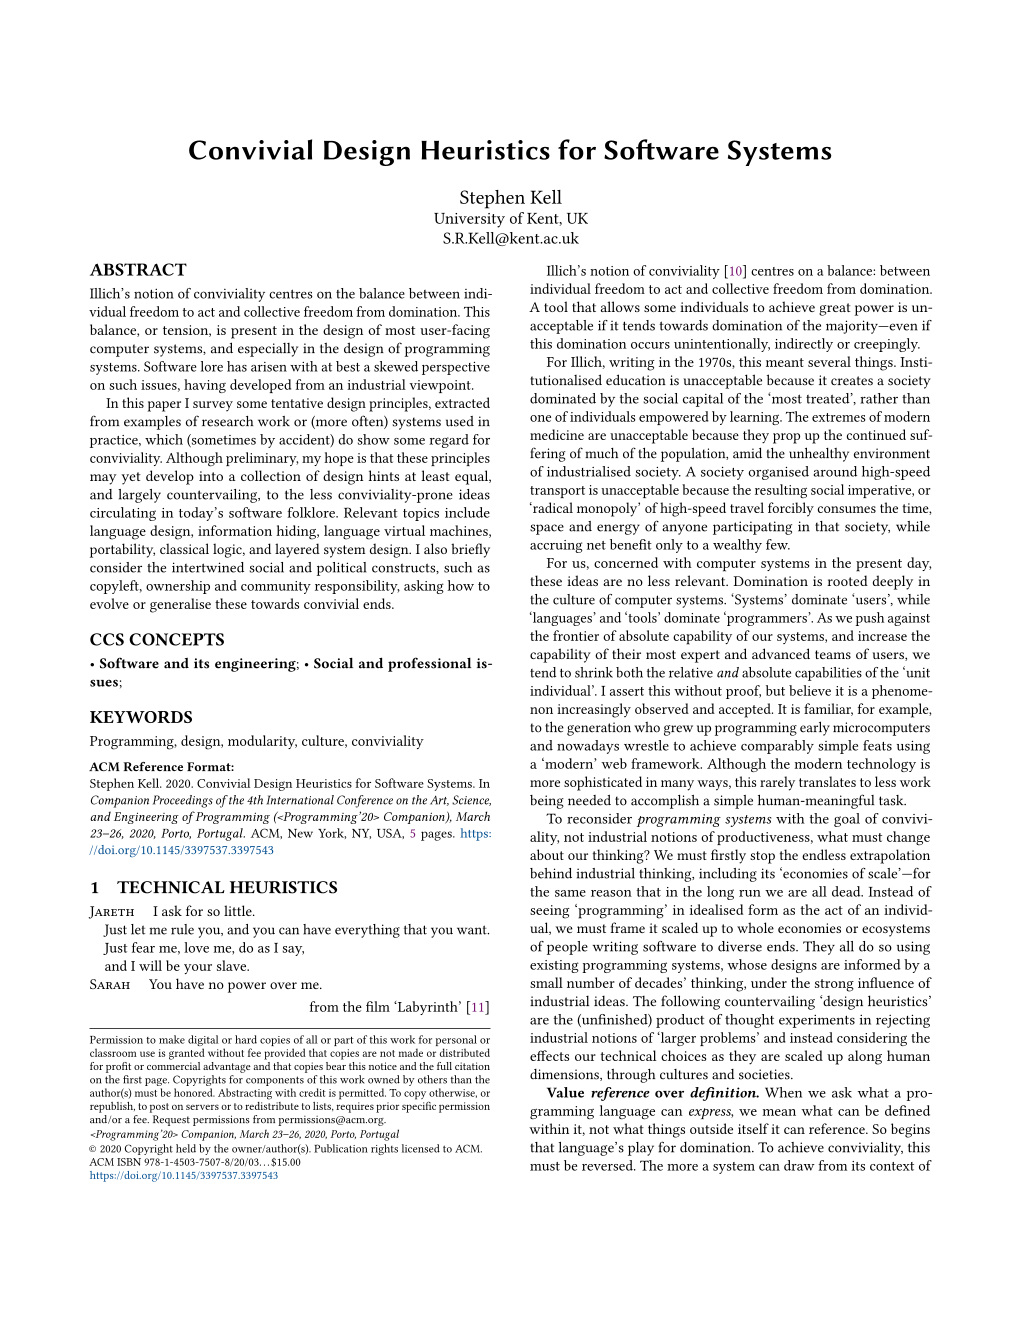 Convivial Design Heuristics for Software Systems
Stephen Kell
University of Kent, UK
S.R.Kell@kent.ac.uk
ABSTRACT
Illich's notion of conviviality centres on the balance between indi-
vidual freedom to act and collective freedom from domination. This
balance, or tension, is present in the design of most user-facing
computer systems, and especially in the design of programming
systems. Software lore has arisen with at best a skewed perspective
on such issues, having developed from an industrial viewpoint.
In this paper I survey some tentative design principles, extracted
from examples of research work or (more often) systems used in
practice, which (sometimes by accident) do show some regard for
conviviality. Although preliminary, my hope is that these principles
may yet develop into a collection of design hints at least equal,
and largely countervailing, to the less conviviality-prone ideas
circulating in today's software folklore. Relevant topics include
language design, information hiding, language virtual machines,
portability, classical logic, and layered system design. I also briefly
consider the intertwined social and political constructs, such as
copyleft, ownership and community responsibility, asking how to
evolve or generalise these towards convivial ends.
CCS CONCEPTS
• Software and its engineering; • Social and professional is-
sues;
KEYWORDS
Programming, design, modularity, culture, conviviality
ACM Reference Format:
Stephen Kell. 2020. Convivial Design Heuristics for Software Systems. In
Companion Proceedings of the 4th International Conference on the Art, Science,
and Engineering of Programming (<Programming'20> Companion), March
23–26, 2020, Porto, Portugal. ACM, New York, NY, USA, 5 pages. https:
//doi.org/10.1145/3397537.3397543
1 TECHNICAL HEURISTICS
Jareth I ask for so little.
Just let me rule you, and you can have everything that you want.
Just fear me, love me, do as I say,
and I will be your slave.
Sarah You have no power over me.
from the film 'Labyrinth' [11]
Permission to make digital or hard copies of all or part of this work for personal or
classroom use is granted without fee provided that copies are not made or distributed
for profit or commercial advantage and that copies bear this notice and the full citation
on the first page. Copyrights for components of this work owned by others than the
author(s) must be honored. Abstracting with credit is permitted. To copy otherwise, or
republish, to post on servers or to redistribute to lists, requires prior specific permission
and/or a fee. Request permissions from permissions@acm.org.
<Programming'20> Companion, March 23–26, 2020, Porto, Portugal
© 2020 Copyright held by the owner/author(s). Publication rights licensed to ACM.
ACM ISBN 978-1-4503-7507-8/20/03...$15.00
https://doi.org/10.1145/3397537.3397543
Illich's notion of conviviality [10] centres on a balance: between
individual freedom to act and collective freedom from domination.
A tool that allows some individuals to achieve great power is un-
acceptable if it tends towards domination of the majority—even if
this domination occurs unintentionally, indirectly or creepingly.
For Illich, writing in the 1970s, this meant several things. Insti-
tutionalised education is unacceptable because it creates a society
dominated by the social capital of the 'most treated', rather than
one of individuals empowered by learning. The extremes of modern
medicine are unacceptable because they prop up the continued suf-
fering of much of the population, amid the unhealthy environment
of industrialised society. A society organised around high-speed
transport is unacceptable because the resulting social imperative, or
'radical monopoly' of high-speed travel forcibly consumes the time,
space and energy of anyone participating in that society, while
accruing net benefit only to a wealthy few.
For us, concerned with computer systems in the present day,
these ideas are no less relevant. Domination is rooted deeply in
the culture of computer systems. 'Systems' dominate 'users', while
'languages' and 'tools' dominate 'programmers'. As we push against
the frontier of absolute capability of our systems, and increase the
capability of their most expert and advanced teams of users, we
tend to shrink both the relative and absolute capabilities of the 'unit
individual'. I assert this without proof, but believe it is a phenome-
non increasingly observed and accepted. It is familiar, for example,
to the generation who grew up programming early microcomputers
and nowadays wrestle to achieve comparably simple feats using
a 'modern' web framework. Although the modern technology is
more sophisticated in many ways, this rarely translates to less work
being needed to accomplish a simple human-meaningful task.
To reconsider programming systems with the goal of convivi-
ality, not industrial notions of productiveness, what must change
about our thinking? We must firstly stop the endless extrapolation
behind industrial thinking, including its 'economies of scale'—for
the same reason that in the long run we are all dead. Instead of
seeing 'programming' in idealised form as the act of an individ-
ual, we must frame it scaled up to whole economies or ecosystems
of people writing software to diverse ends. They all do so using
existing programming systems, whose designs are informed by a
small number of decades' thinking, under the strong influence of
industrial ideas. The following countervailing 'design heuristics'
are the (unfinished) product of thought experiments in rejecting
industrial notions of 'larger problems' and instead considering the
effects our technical choices as they are scaled up along human
dimensions, through cultures and societies.
Value reference over definition. When we ask what a pro-
gramming language can express, we mean what can be defined
within it, not what things outside itself it can reference. So begins
that language's play for domination. To achieve conviviality, this
must be reversed. The more a system can draw from its context of